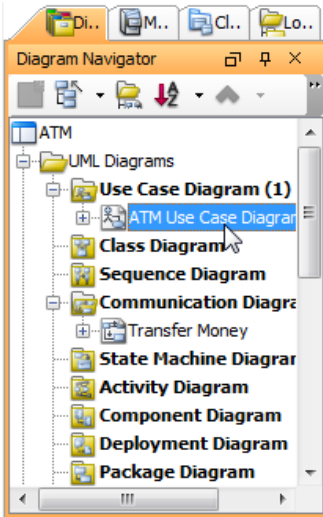 Di.. M.. Cl.. Lo..
Diagram Navigator
ATM
UML Diagrams
Use Case Diagram (1)
ATM Use Case Diagrar
Class Diagram
Sequence Diagram
Communication Diagra
Transfer Money
State Machine Diagrar
Activity Diagram
Component Diagram
Deployment Diagram
Package Diagram